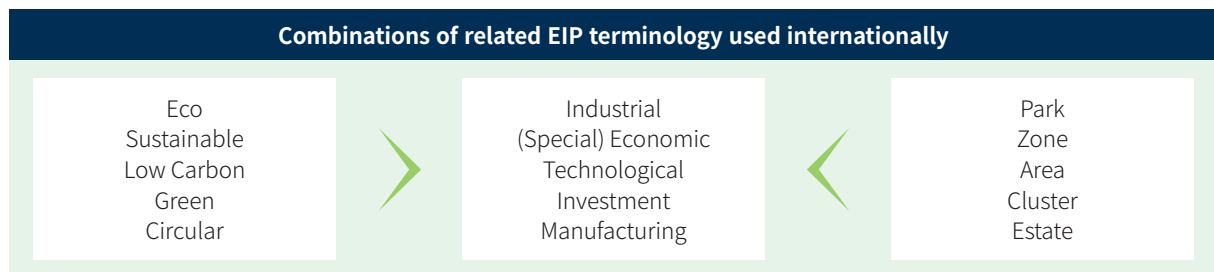 Combinations of related EIP terminology used internationally
Eco
Sustainable
Low Carbon
Green
Circular
Industrial
(Special) Economic
Technological
Investment
Manufacturing
Park
Zone
Area
Cluster
Estate